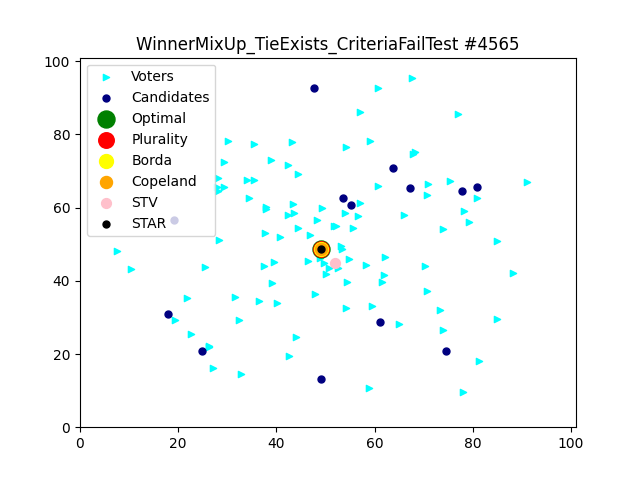 WinnerMixUp_TieExists_CriteriaFailTest #4565
100
80
60
40
20
0
Voters
Candidates
Optimal
Plurality
Borda
Copeland
STV
STAR
0 20 40 60 80 100